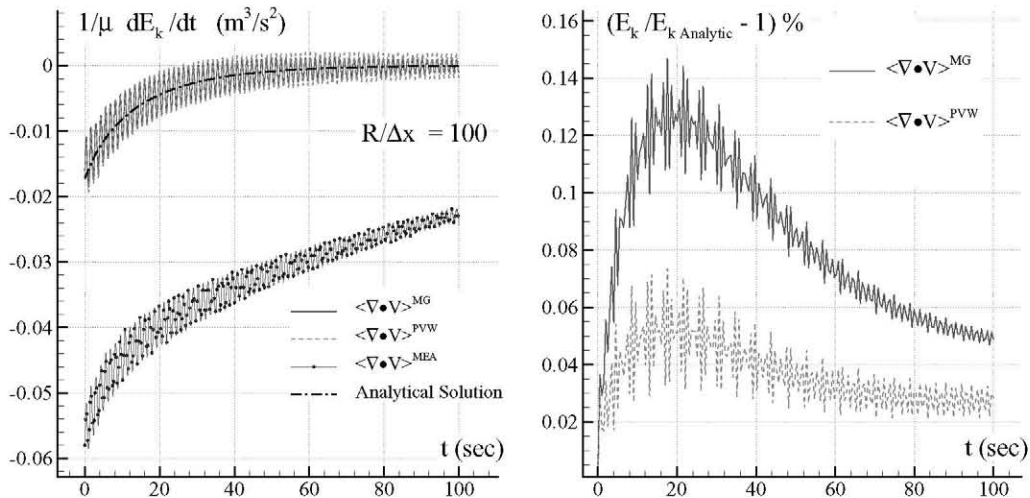 1/μ dEₖ/dt (m³/s²)
0
-0.01
-0.02
-0.03
-0.04
-0.05
-0.06
R/Δx = 100
<∇●V>ᴹᴳ
<∇●V>ᴾⱽᵂ
<∇●V>ᴹᴱᴬ
Analytical Solution
t (sec)
0 20 40 60 80 100
(Eₖ/Eₖ Analytic - 1) %
0.16
0.14
0.12
0.1
0.08
0.06
0.04
0.02
<∇●V>ᴹᴳ
<∇●V>ᴾⱽᵂ
t (sec)
0 20 40 60 80 100